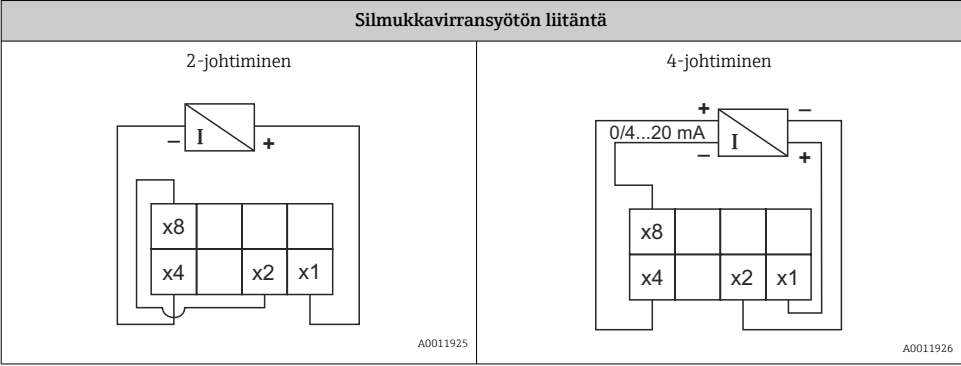 Silmukkavirransyötön liitäntä
2-johtiminen
– I +
x8
x4 x2 x1
A0011925
4-johtiminen
+ –
0/4...20 mA I
– +
x8
x4 x2 x1
A0011926